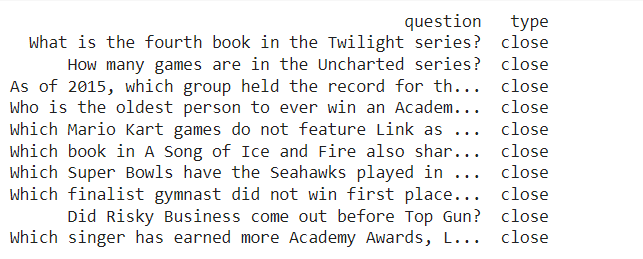 question type
What is the fourth book in the Twilight series? close
How many games are in the Uncharted series? close
As of 2015, which group held the record for th... close
Who is the oldest person to ever win an Academ... close
Which Mario Kart games do not feature Link as ... close
Which book in A Song of Ice and Fire also shar... close
Which Super Bowls have the Seahawks played in ... close
Which finalist gymnast did not win first place... close
Did Risky Business come out before Top Gun? close
Which singer has earned more Academy Awards, L... close